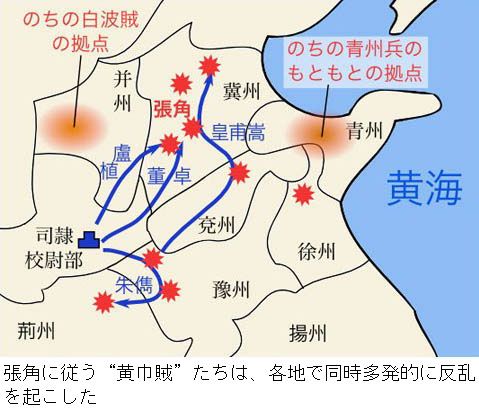 のちの白波賊
の拠点
のちの青州兵の
もともとの拠点
并州
冀州
張角
皇甫嵩
青州
盧植
董卓
黄海
司隷
校尉部
兗州
徐州
朱儁
豫州
荆州
揚州
張角に従う“黄巾賊”たちは、各地で同時多発的に反乱
を起こした